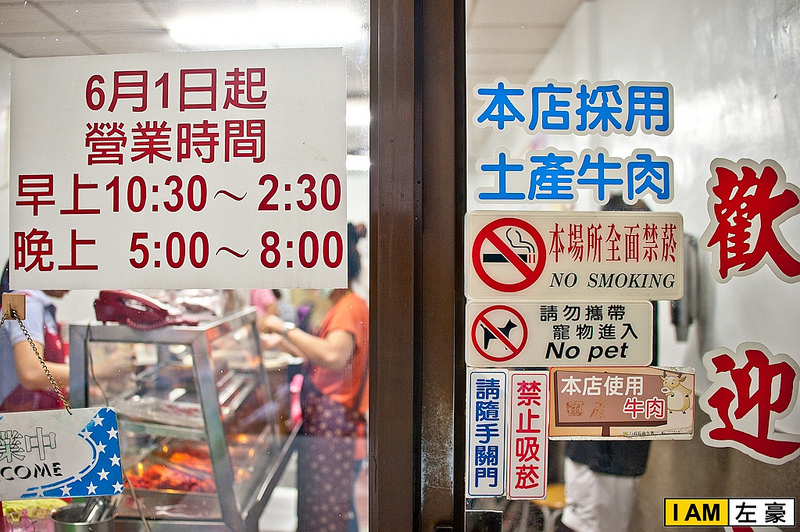 6月1日起
營業時間
早上10:30～2:30
晚上 5:00～8:00
業中
COME
本店採用
土產牛肉
本場所全面禁菸
NO SMOKING
請勿攜帶
寵物進入
No pet
請隨手關門
禁止吸菸
本店使用
牛肉
歡迎
I AM 左豪